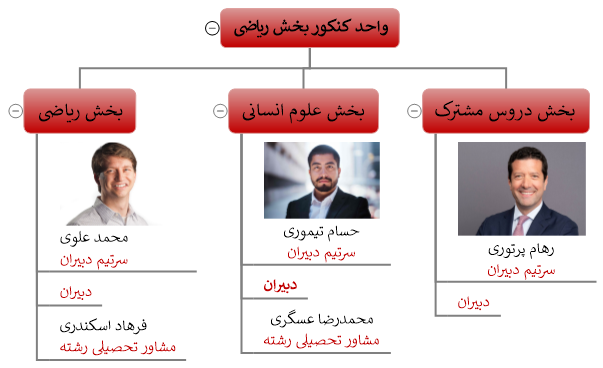 واحد کنکور بخش ریاضی
بخش دروس مشترک
رهام پرتوری
سرتیم دبیران
دبیران
بخش علوم انسانی
حسام تیموری
سرتیم دبیران
دبیران
محمدرضا عسگری
مشاور تحصیلی رشته
بخش ریاضی
محمد علوی
سرتیم دبیران
دبیران
فرهاد اسکندری
مشاور تحصیلی رشته